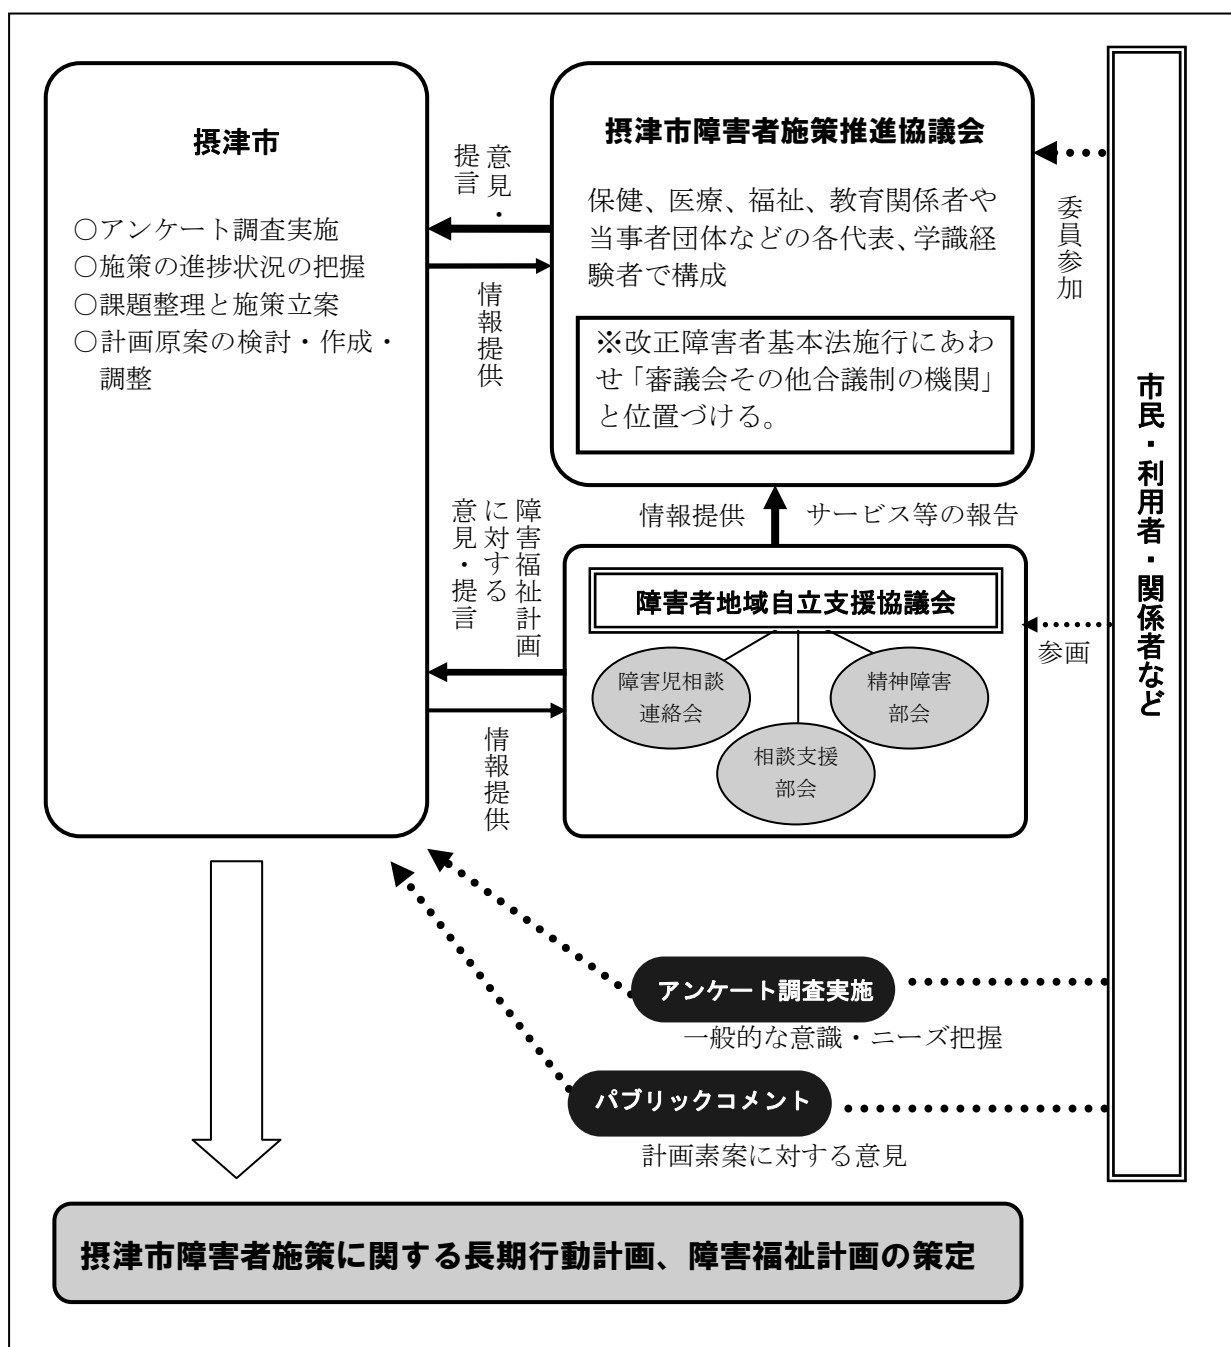 摂津市
○アンケート調査実施
○施策の進捗状況の把握
○課題整理と施策立案
○計画原案の検討・作成・
調整
意見・
提言
情報提供
摂津市障害者施策推進協議会
保健、医療、福祉、教育関係者や
当事者団体などの各代表、学識経
験者で構成
※改正障害者基本法施行にあわ
せ「審議会その他合議制の機関」
と位置づける。
委員参加
市民・利用者・関係者など
情報提供
サービス等の報告
障害福祉計画
に対する
意見・提言
情報提供
障害者地域自立支援協議会
障害児相談
連絡会
相談支援
部会
精神障害
部会
参画
アンケート調査実施
一般的な意識・ニーズ把握
パブリックコメント
計画素案に対する意見
摂津市障害者施策に関する長期行動計画、障害福祉計画の策定